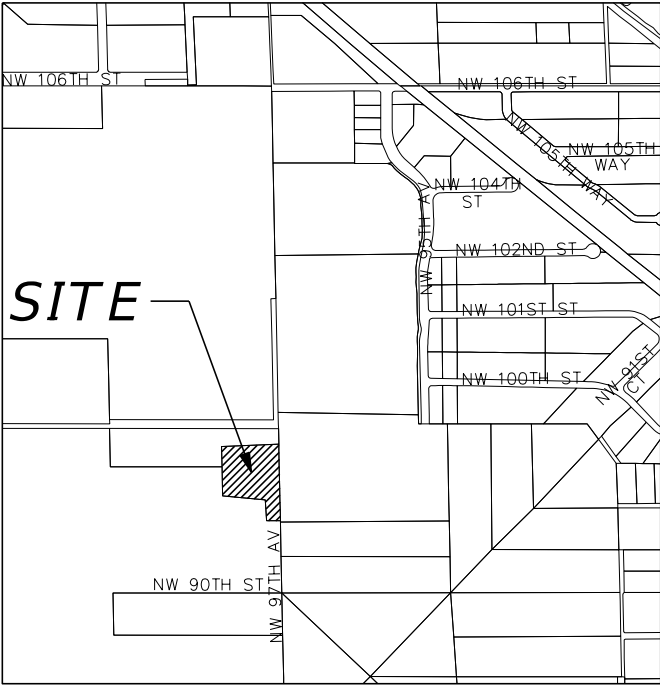 NW 106TH ST
NW 106TH ST
NW 105TH WAY
NW 105TH
WAY
NW 104TH
ST
NW 95TH AV
NW 102ND ST
SITE
NW 101ST ST
NW 91ST
CT
NW 100TH ST
NW 97TH AV
NW 90TH ST